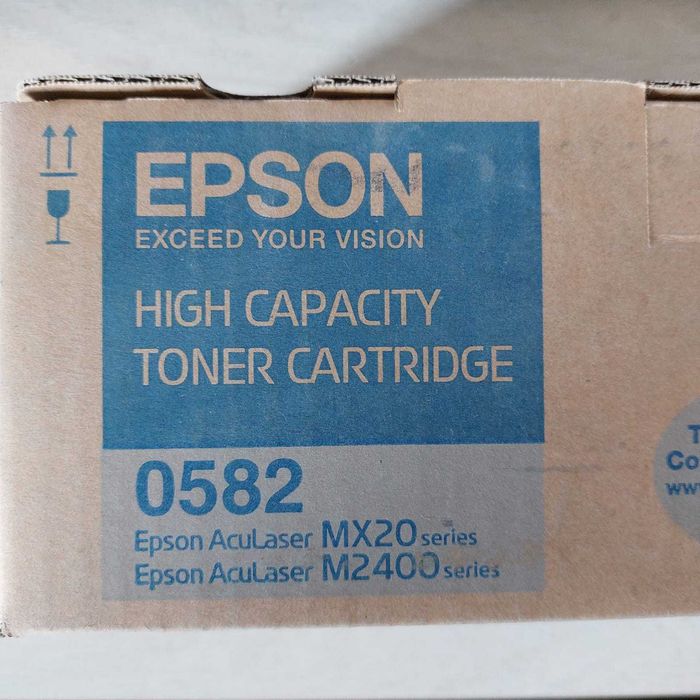 EPSON
EXCEED YOUR VISION
HIGH CAPACITY
TONER CARTRIDGE
0582
Epson AcuLaser MX20 series
Epson AcuLaser M2400 series